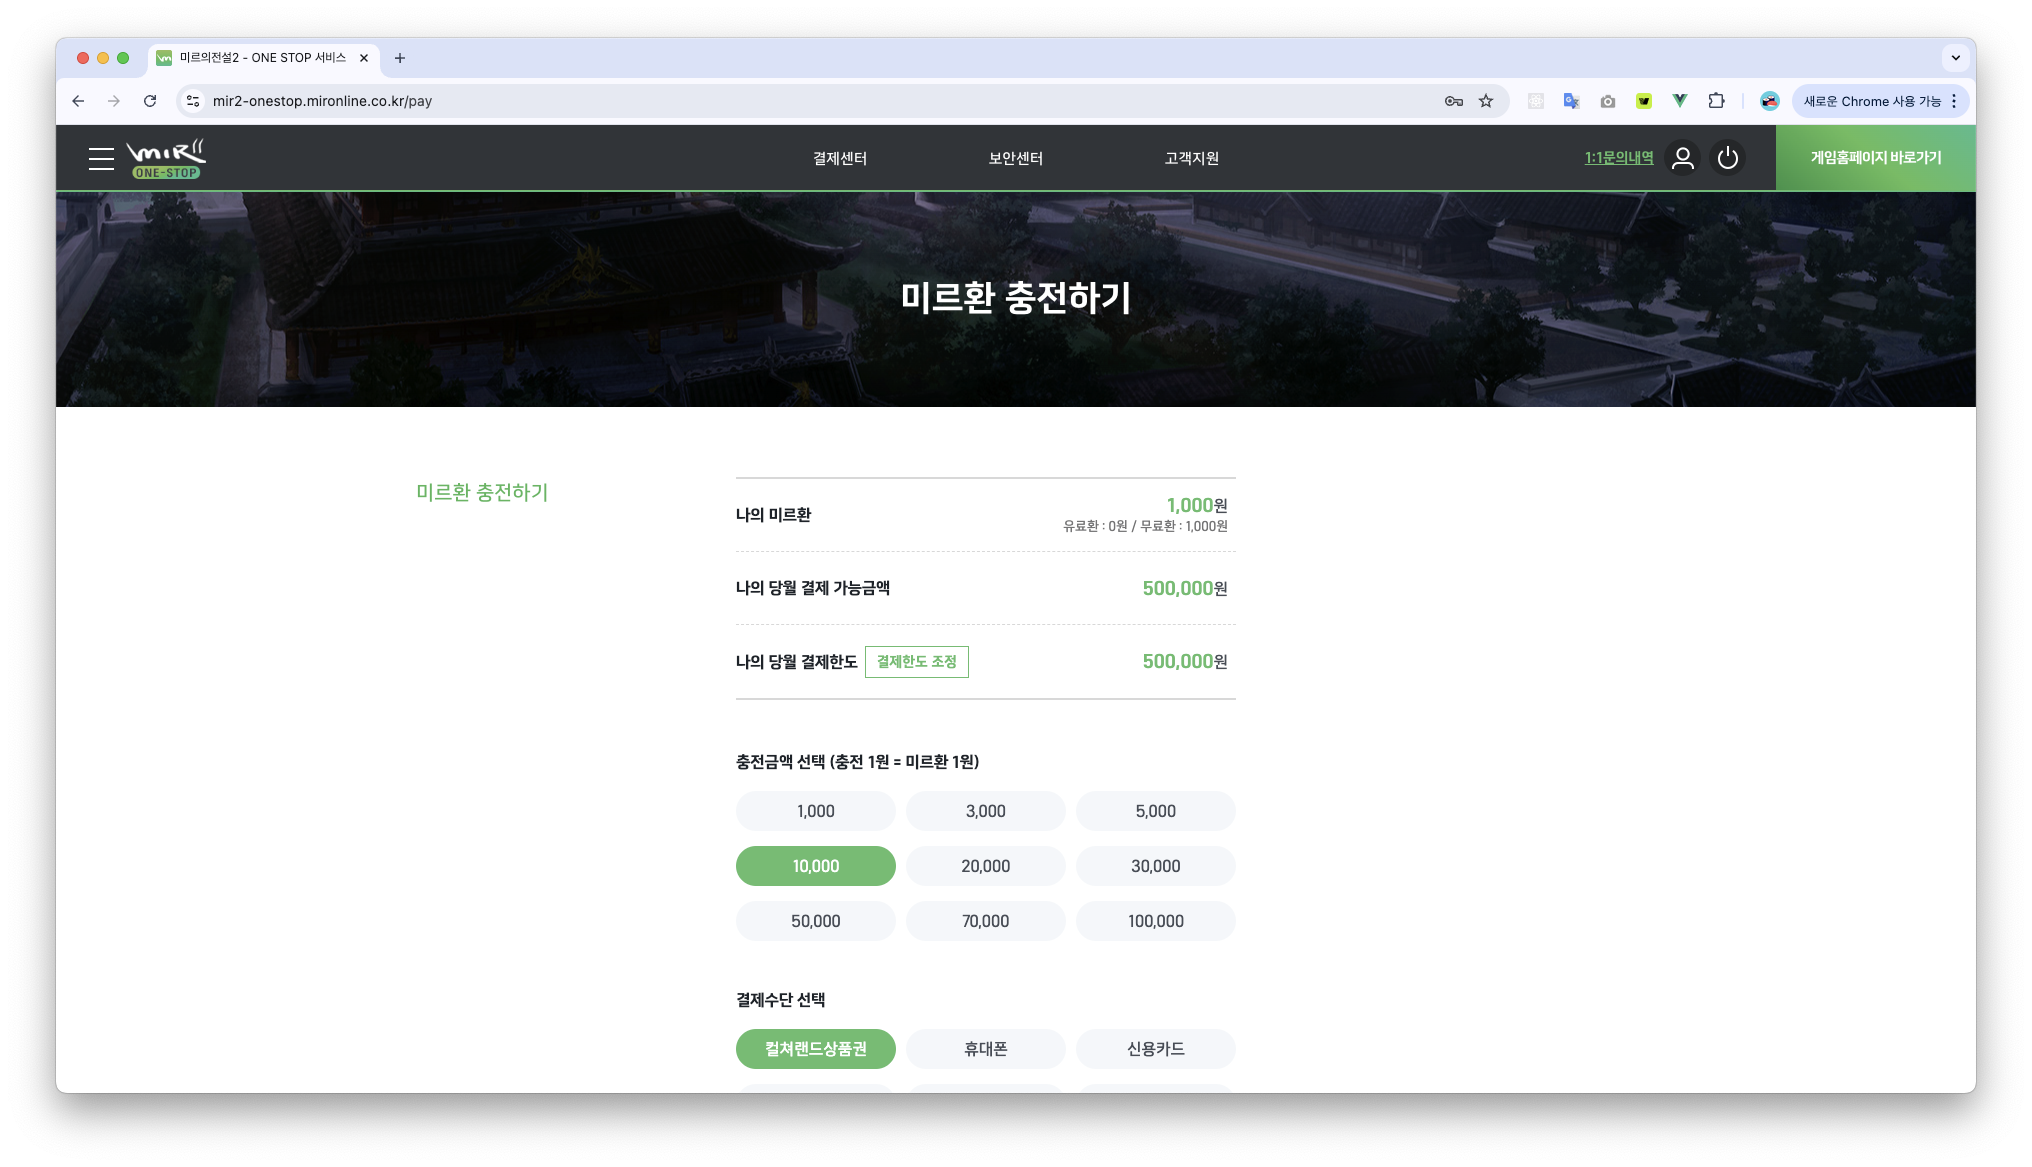 미르의전설2 - ONE STOP 서비스
mir2-onestop.mironline.co.kr/pay
새로운 Chrome 사용 가능
MIR
ONE-STOP
결제센터
보안센터
고객지원
1:1문의내역
게임홈페이지 바로가기
미르환 충전하기
미르환 충전하기
나의 미르환
1,000원
유료환 : 0원 / 무료환 : 1,000원
나의 당월 결제 가능금액
500,000원
나의 당월 결제한도
결제한도 조정
500,000원
충전금액 선택 (충전 1원 = 미르환 1원)
1,000
3,000
5,000
10,000
20,000
30,000
50,000
70,000
100,000
결제수단 선택
컬쳐랜드상품권
휴대폰
신용카드